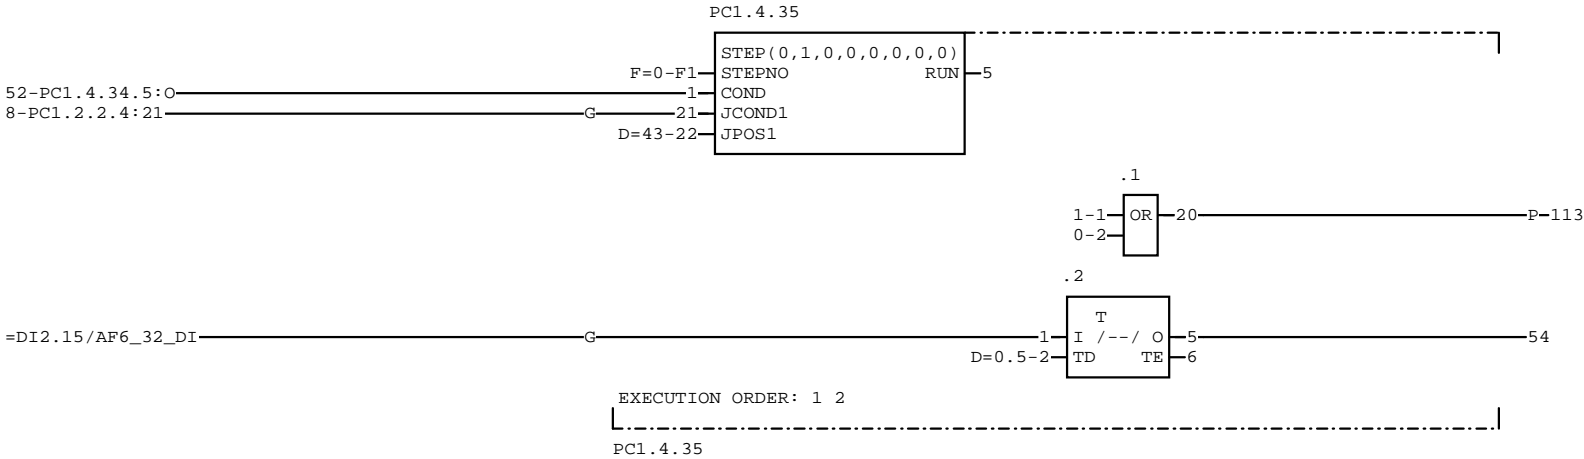 PC1.4.35
STEP(0,1,0,0,0,0,0,0)
F=0-F1 STEPNO RUN 5
52-PC1.4.34.5:O 1 COND
8-PC1.2.2.4:21 G 21 JCOND1
D=43-22 JPOS1
.1
1-1 OR 20 P-113
0-2
.2
T
=DI2.15/AF6_32_DI G 1 I /--/ O 5 54
D=0.5-2 TD TE 6
EXECUTION ORDER: 1 2
PC1.4.35